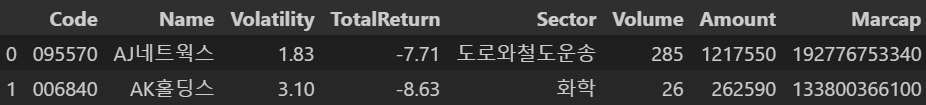 Code Name Volatility TotalReturn Sector Volume Amount Marcap
0 095570 AJ네트웍스 1.83 -7.71 도로와철도운송 285 1217550 192776753340
1 006840 AK홀딩스 3.10 -8.63 화학 26 262590 133800366100